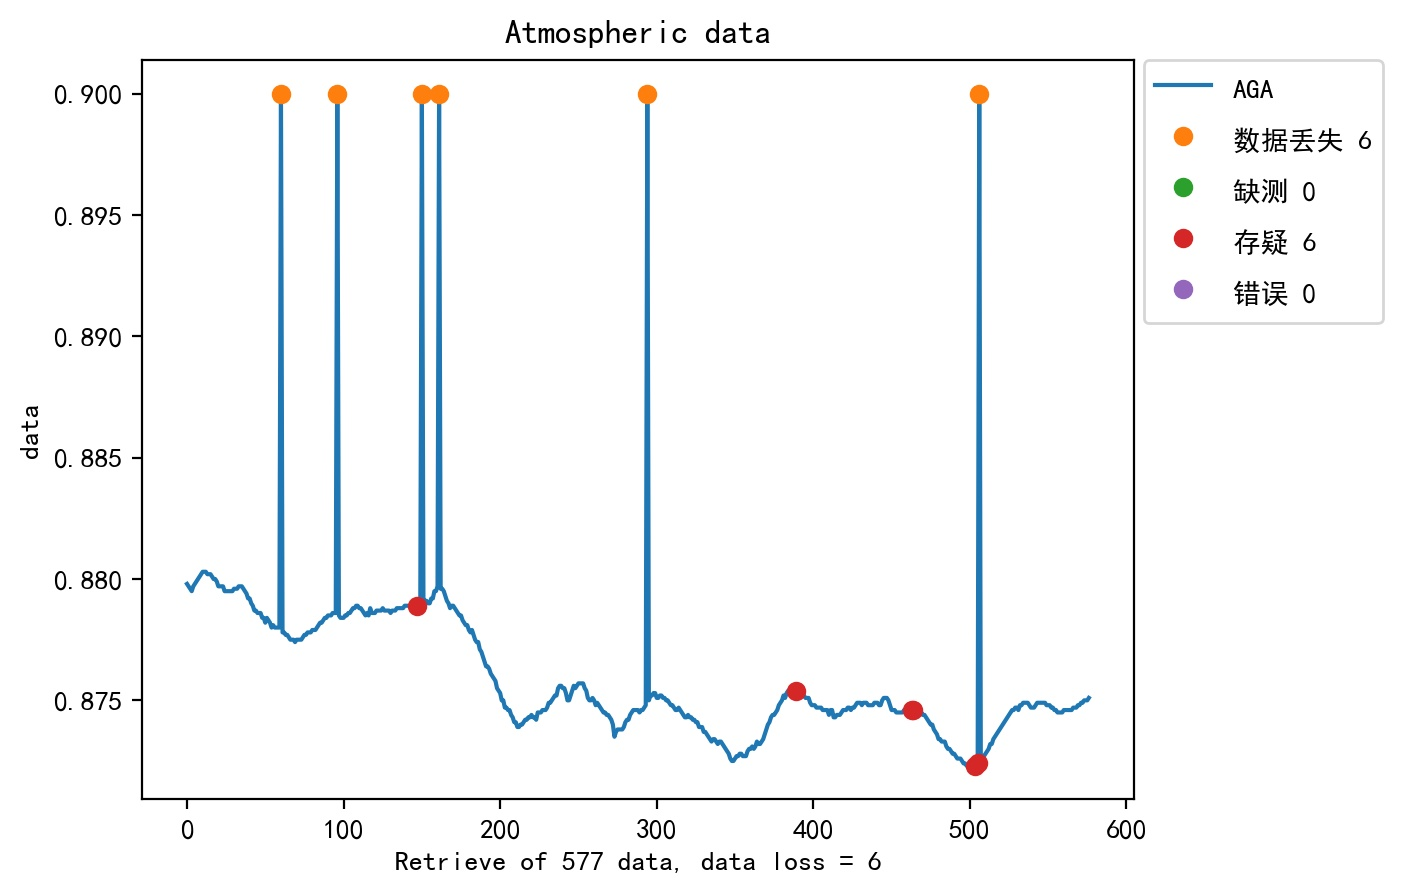 Atmospheric data
0.900
0.895
0.890
0.885
0.880
0.875
data
0
100
200
300
400
500
600
Retrieve of 577 data, data loss = 6
AGA
数据丢失 6
缺测 0
存疑 6
错误 0